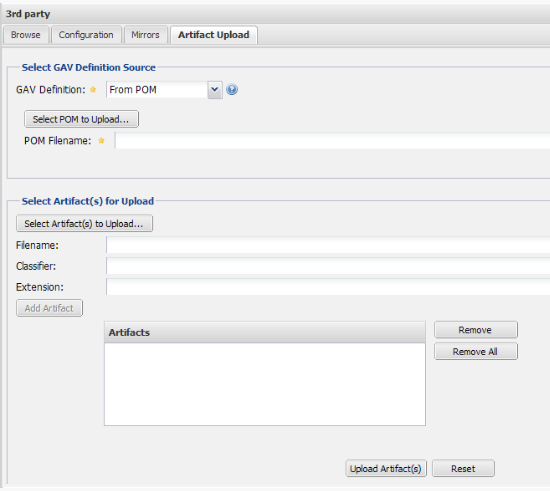 3rd party
Browse Configuration Mirrors Artifact Upload
Select GAV Definition Source
GAV Definition: From POM
Select POM to Upload...
POM Filename:
Select Artifact(s) for Upload
Select Artifact(s) to Upload...
Filename:
Classifier:
Extension:
Add Artifact
Artifacts
Remove
Remove All
Upload Artifact(s) Reset